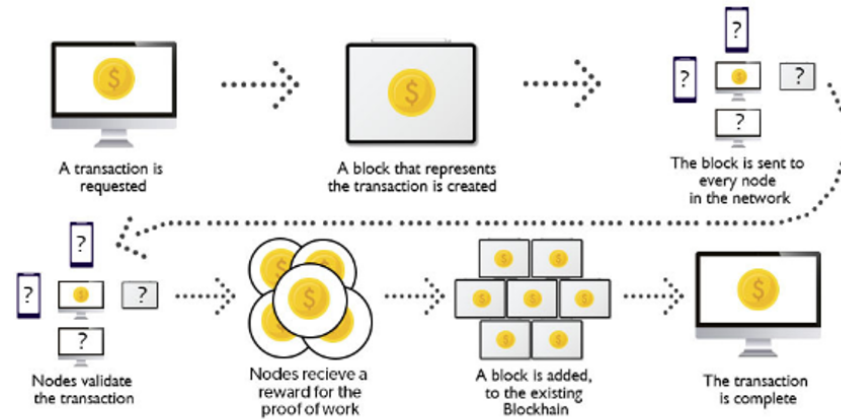 $
$
?
?
$
?
?
A transaction is
requested
A block that represents
the transaction is created
The block is sent to
every node
in the network
?
?
$
?
?
$
$
$
$
$
$
$
$
$
Nodes validate
the transaction
Nodes recieve a
reward for the
proof of work
A block is added,
to the existing
Blockhain
The transaction
is complete